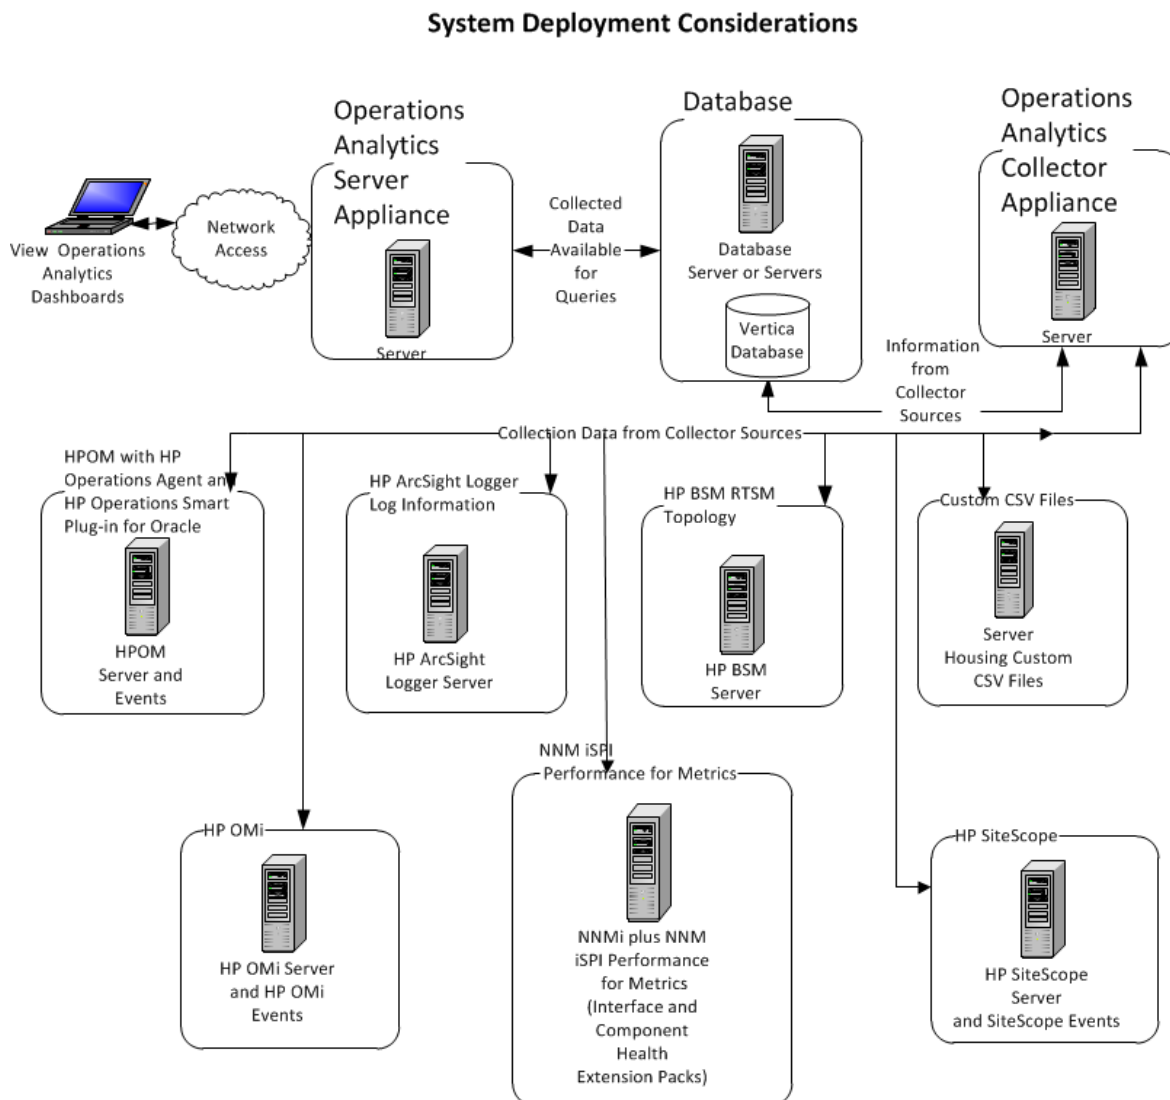 System Deployment Considerations
Operations
Analytics
Server
Appliance
Database
Operations
Analytics
Collector
Appliance
View Operations
Analytics
Dashboards
Network
Access
Server
Collected
Data
Available
for
Queries
Database
Server or Servers
Vertica
Database
Server
Information
from
Collector
Sources
Collection Data from Collector Sources
HPOM with HP
Operations Agent and
HP Operations Smart
Plug-in for Oracle
HPOM
Server and
Events
HP ArcSight Logger
Log Information
HP ArcSight
Logger Server
HP BSM RTSM
Topology
HP BSM
Server
Custom CSV Files
Server
Housing Custom
CSV Files
HP OMi
HP OMi Server
and HP OMi
Events
NNM iSPI
Performance for Metrics
NNMi plus NNM
iSPI Performance
for Metrics
(Interface and
Component
Health
Extension Packs)
HP SiteScope
HP SiteScope
Server
and SiteScope Events